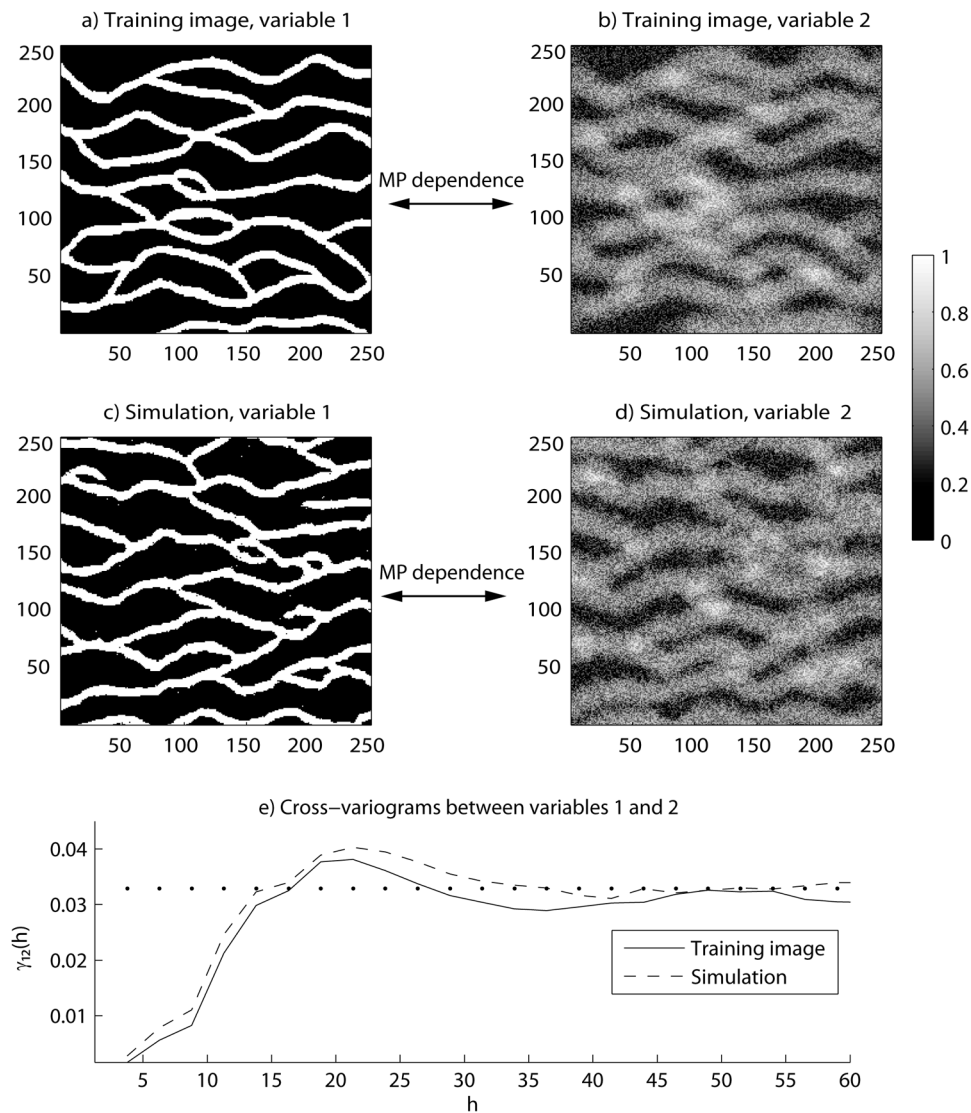 a) Training image, variable 1
b) Training image, variable 2
250
200
150
100
50
50 100 150 200 250
MP dependence
250
200
150
100
50
50 100 150 200 250
1
0.8
0.6
0.4
0.2
0
c) Simulation, variable 1
d) Simulation, variable 2
250
200
150
100
50
50 100 150 200 250
MP dependence
250
200
150
100
50
50 100 150 200 250
e) Cross−variograms between variables 1 and 2
0.04
0.03
0.02
0.01
γ₁₂(h)
Training image
Simulation
5 10 15 20 25 30 35 40 45 50 55 60
h